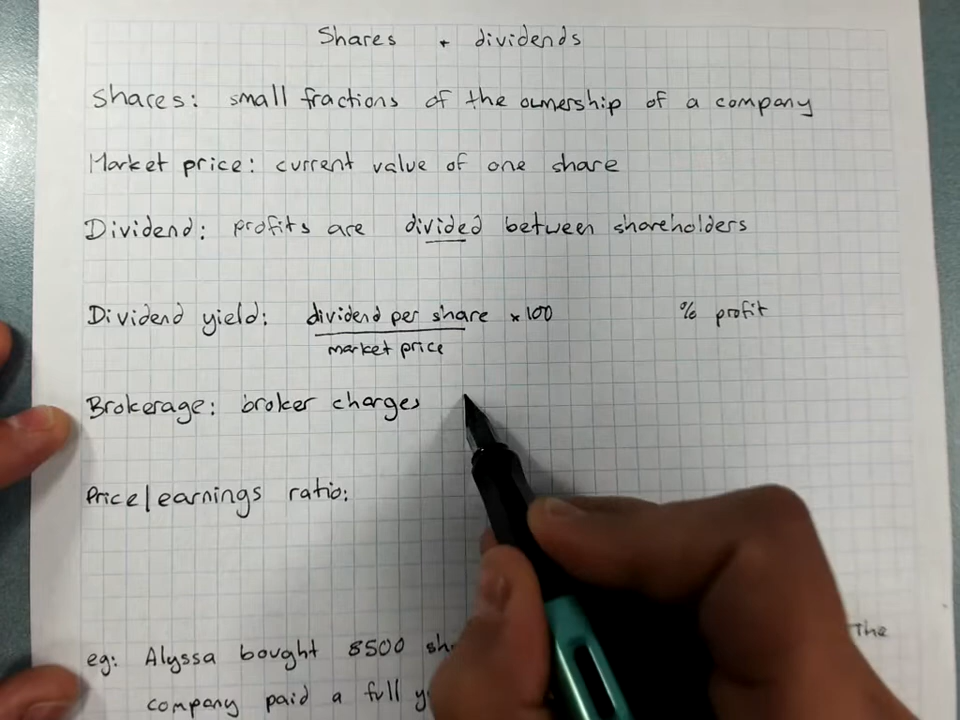 Shares + dividends
Shares: small fractions of the ownership of a company
Market price: current value of one share
Dividend: profits are divided between shareholders
Dividend yield: dividend per share × 100 % profit
market price
Brokerage: broker charges
Price/earnings ratio:
eg: Alyssa bought 8500 The
company paid a full